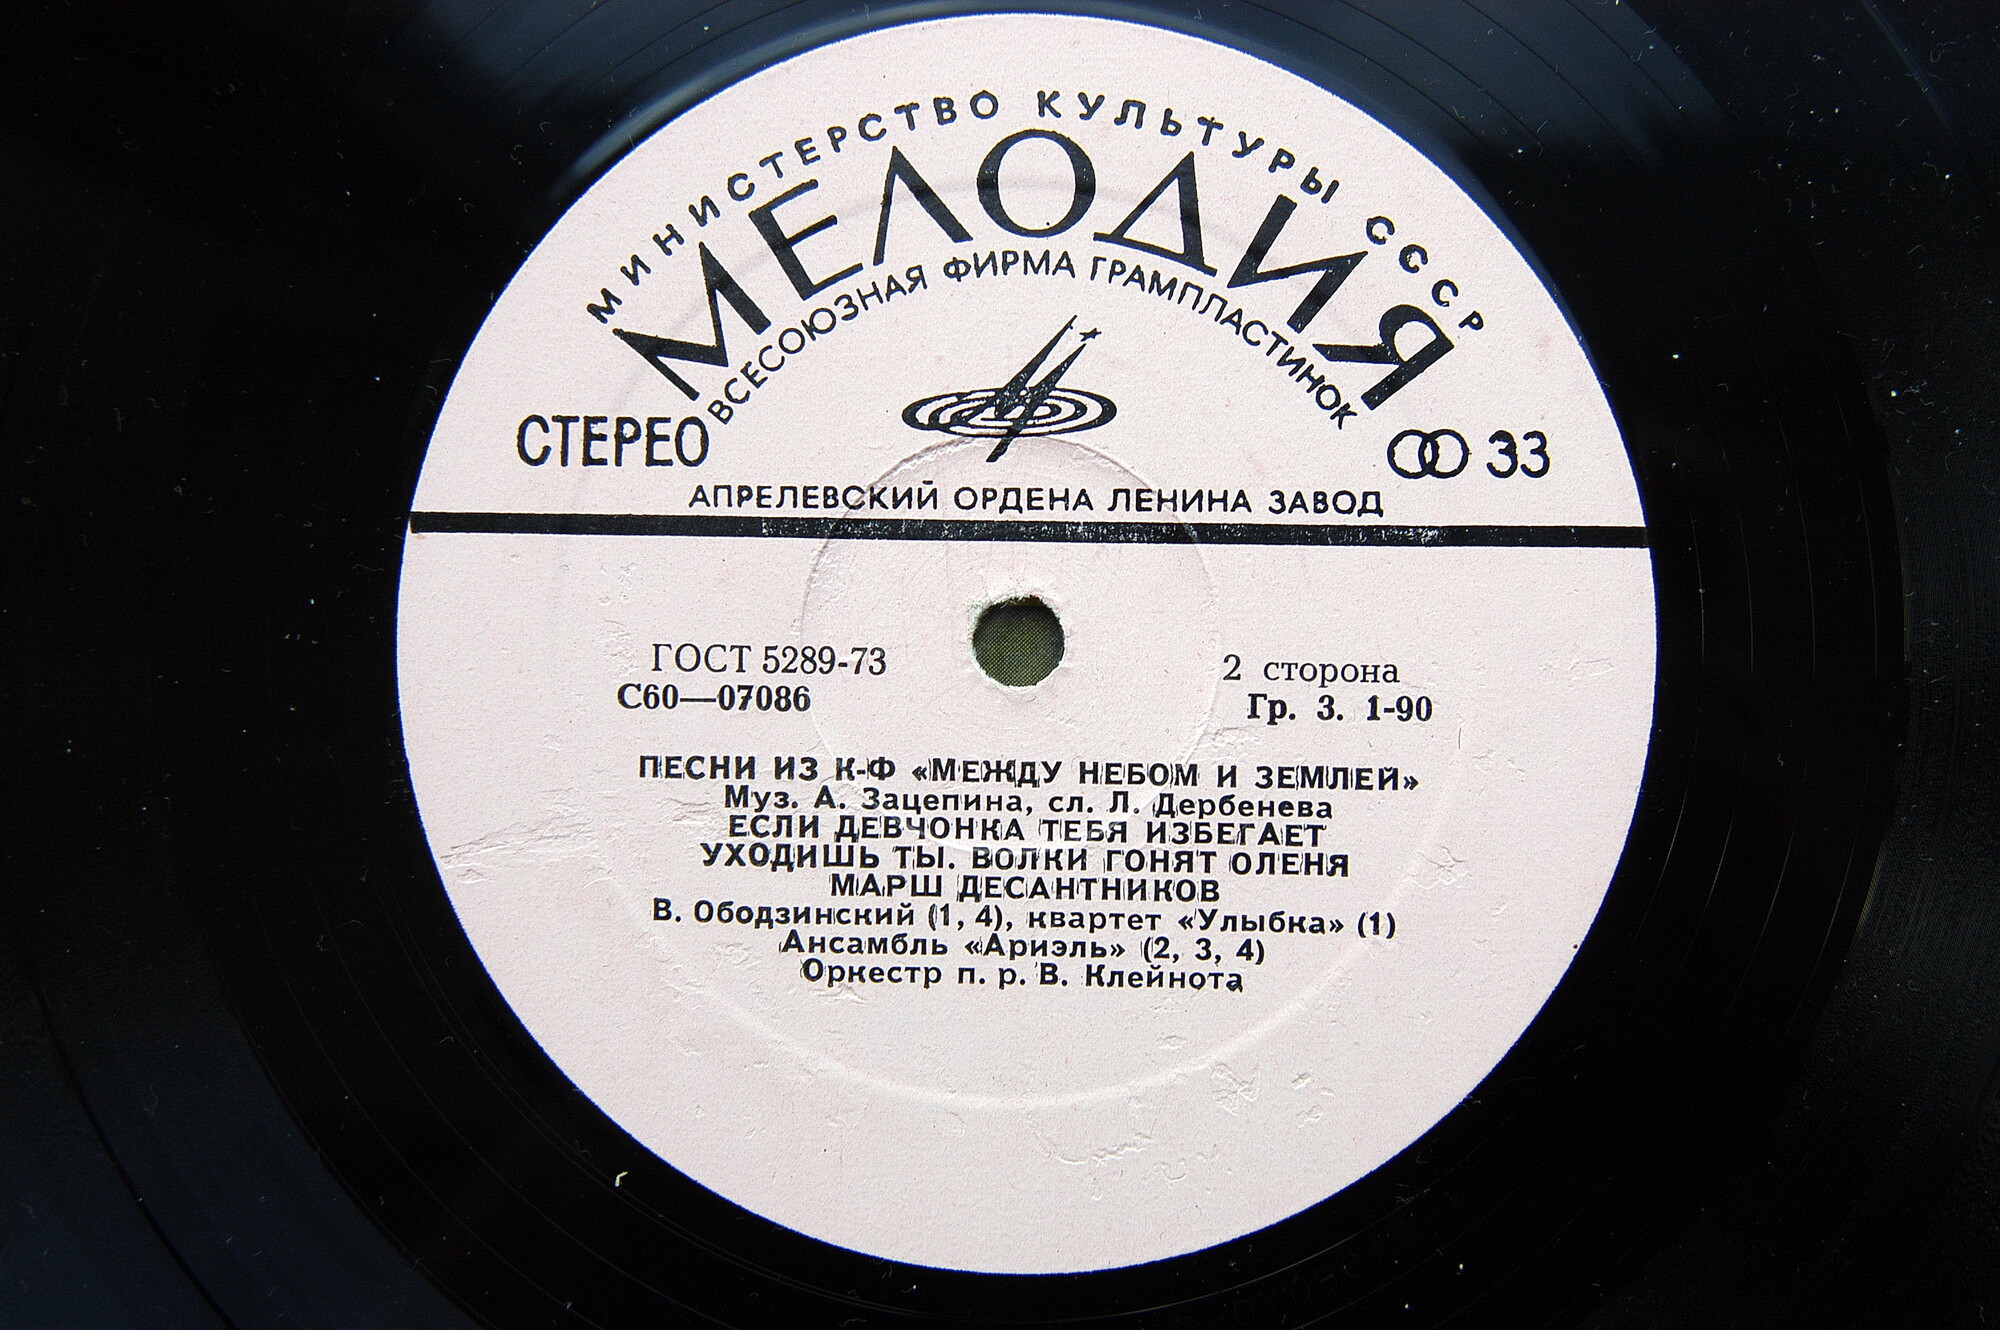 МИНИСТЕРСТВО КУЛЬТУРЫ СССР
МЕЛОДИЯ
ВСЕСОЮЗНАЯ ФИРМА ГРАМПЛАСТИНОК
СТЕРЕО
33
АПРЕЛЕВСКИЙ ОРДЕНА ЛЕНИНА ЗАВОД
ГОСТ 5289-73
С60—07086
2 сторона
Гр. 3. 1-90
ПЕСНИ ИЗ К-Ф «МЕЖДУ НЕБОМ И ЗЕМЛЕЙ»
Муз. А. Зацепина, сл. Л. Дербенева
ЕСЛИ ДЕВЧОНКА ТЕБЯ ИЗБЕГАЕТ
УХОДИШЬ ТЫ. ВОЛКИ ГОНЯТ ОЛЕНЯ
МАРШ ДЕСАНТНИКОВ
В. Ободзинский (1, 4), квартет «Улыбка» (1)
Ансамбль «Ариэль» (2, 3, 4)
Оркестр п. р. В. Клейнота